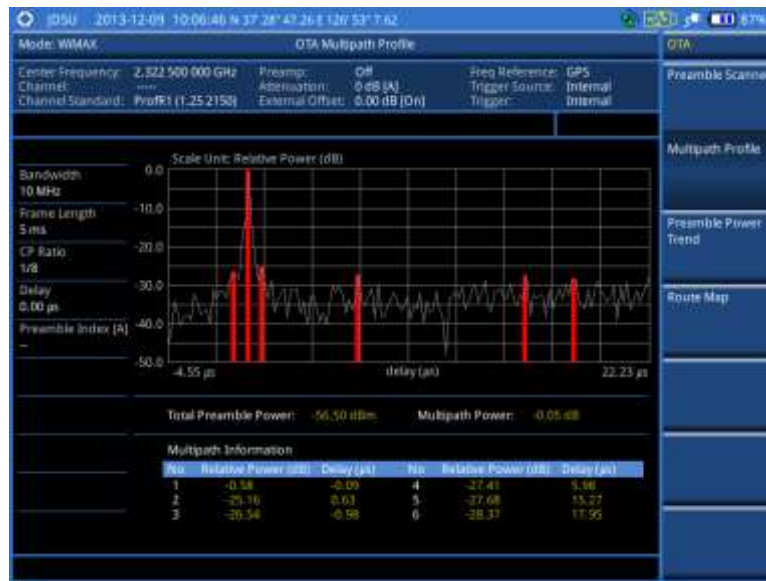 JDSU 2013-12-09 10:06:46 N 37° 28' 47.26 E 126° 53' 7.62 87%
Mode: WiMAX OTA Multipath Profile OTA
Center Frequency: 2.322 500 000 GHz Preamp: Off Freq Reference: GPS
Channel: ---- Attenuation: 0 dB [A] Trigger Source: Internal
Channel Standard: ProfR1 (1.25 2150) External Offset: 0.00 dB [On] Trigger: Internal
Preamble Scanne
Multipath Profile
Preamble Power
Trend
Route Map
Bandwidth
10 MHz
Frame Length
5 ms
CP Ratio
1/8
Delay
0.00 µs
Preamble Index [A]
--
Scale Unit: Relative Power (dB)
0.0
-10.0
-20.0
-30.0
-40.0
-50.0
-4.55 µs delay(µs) 22.23 µs
Total Preamble Power: -56.50 dBm Multipath Power: -0.05 dB
Multipath Information
No Relative Power (dB) Delay (µs) No Relative Power (dB) Delay (µs)
1 -0.58 -0.09 4 -27.41 5.98
2 -25.16 0.63 5 -27.68 15.27
3 -26.54 -0.98 6 -28.37 17.95